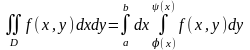 ∬_D f(x,y)dxdy=∫_a^b dx∫_{ϕ(x)}^{ψ(x)} f(x,y)dy